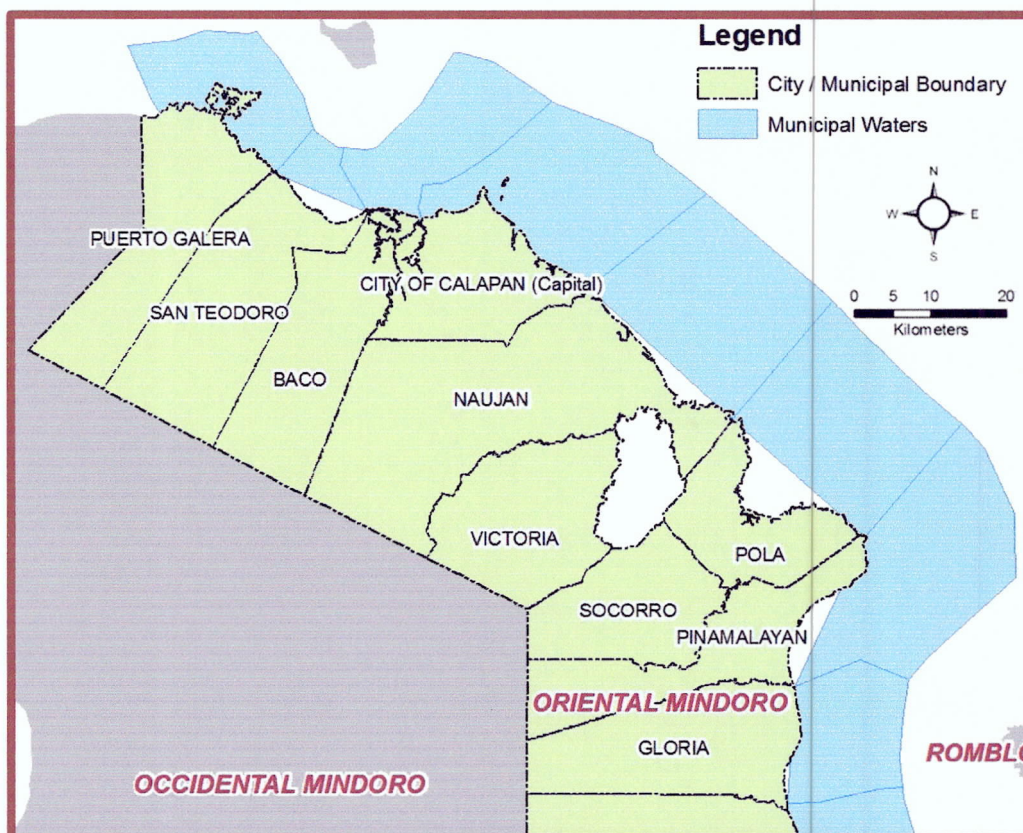 Legend
City / Municipal Boundary
Municipal Waters
N
W E
S
0 5 10 20
Kilometers
PUERTO GALERA
CITY OF CALAPAN (Capital)
SAN TEODORO
BACO
NAUJAN
VICTORIA
POLA
SOCORRO
PINAMALAYAN
ORIENTAL MINDORO
GLORIA
ROMBLO
OCCIDENTAL MINDORO